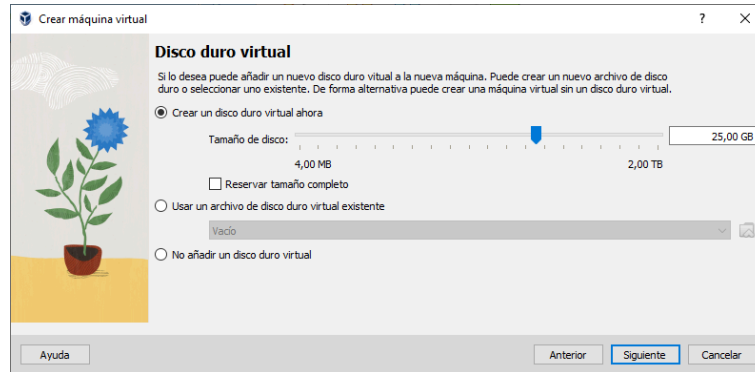 Crear máquina virtual
?
Disco duro virtual
Si lo desea puede añadir un nuevo disco duro vitual a la nueva máquina. Puede crear un nuevo archivo de disco
duro o seleccionar uno existente. De forma alternativa puede crear una máquina virtual sin un disco duro virtual.
Crear un disco duro virtual ahora
Tamaño de disco: 25,00 GB
4,00 MB 2,00 TB
Reservar tamaño completo
Usar un archivo de disco duro virtual existente
Vacío
No añadir un disco duro virtual
Ayuda Anterior Siguiente Cancelar